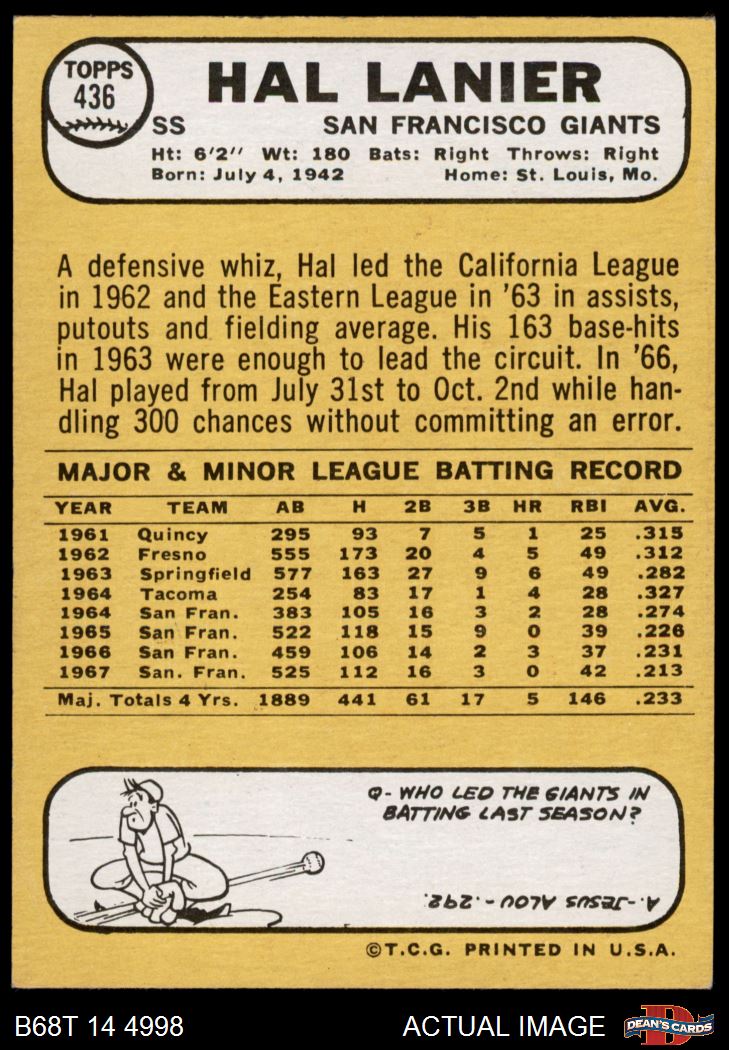 TOPPS
436
HAL LANIER
SS SAN FRANCISCO GIANTS
Ht: 6'2" Wt: 180 Bats: Right Throws: Right
Born: July 4, 1942 Home: St. Louis, Mo.
A defensive whiz, Hal led the California League
in 1962 and the Eastern League in '63 in assists,
putouts and fielding average. His 163 base-hits
in 1963 were enough to lead the circuit. In '66,
Hal played from July 31st to Oct. 2nd while han-
dling 300 chances without committing an error.
MAJOR & MINOR LEAGUE BATTING RECORD
YEAR TEAM AB H 2B 3B HR RBI AVG.
1961 Quincy 295 93 7 5 1 25 .315
1962 Fresno 555 173 20 4 5 49 .312
1963 Springfield 577 163 27 9 6 49 .282
1964 Tacoma 254 83 17 1 4 28 .327
1964 San Fran. 383 105 16 3 2 28 .274
1965 San Fran. 522 118 15 9 0 39 .226
1966 San Fran. 459 106 14 2 3 37 .231
1967 San. Fran. 525 112 16 3 0 42 .213
Maj. Totals 4 Yrs. 1889 441 61 17 5 146 .233
Q- WHO LED THE GIANTS IN
BATTING LAST SEASON?
A.-JESUS ALOU -.292.
©T.C.G. PRINTED IN U.S.A.
B68T 14 4998 ACTUAL IMAGE
D
DEAN'S CARDS